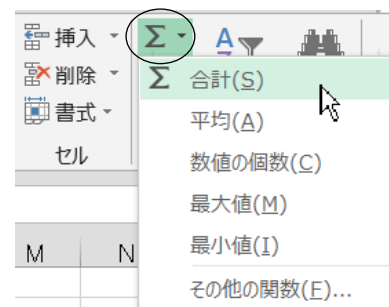 挿入
削除
書式
セル
Σ
A
Σ 合計(S)
平均(A)
数値の個数(C)
最大値(M)
最小値(I)
その他の関数(F)...
M N